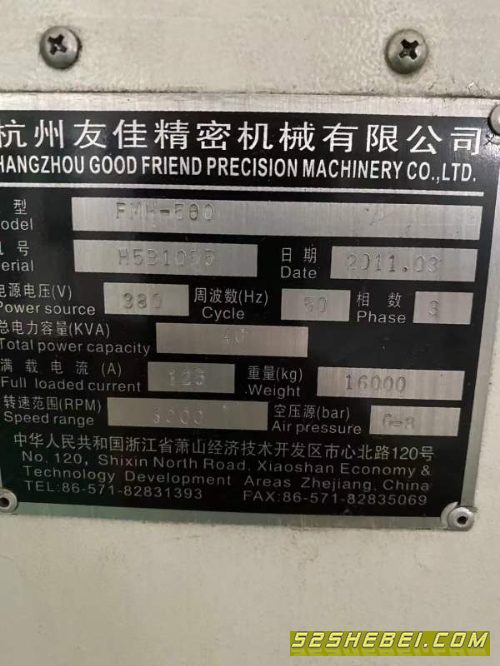 杭州友佳精密机械有限公司
HANGZHOU GOOD FRIEND PRECISION MACHINERY CO.,LTD.
型
Model FMH-500
机号 日期
Serial Date 2011.03
电源电压(V) 380 周波数(Hz) 50 相数 3
Power source Cycle Phase
总电力容量(KVA)
Total power capacity
满载电流(A) 125 重量(kg) 16000
Full loaded current Weight
转速范围(RPM) 空压源(bar) 6-8
Speed range Air pressure
中华人民共和国浙江省萧山经济技术开发区市心北路120号
No. 120, Shixin North Road. Xiaoshan Economy &
Technology Development Areas Zhejiang, China
TEL:86-571-82831393 FAX:86-571-82835069
52SHEBEI.COM